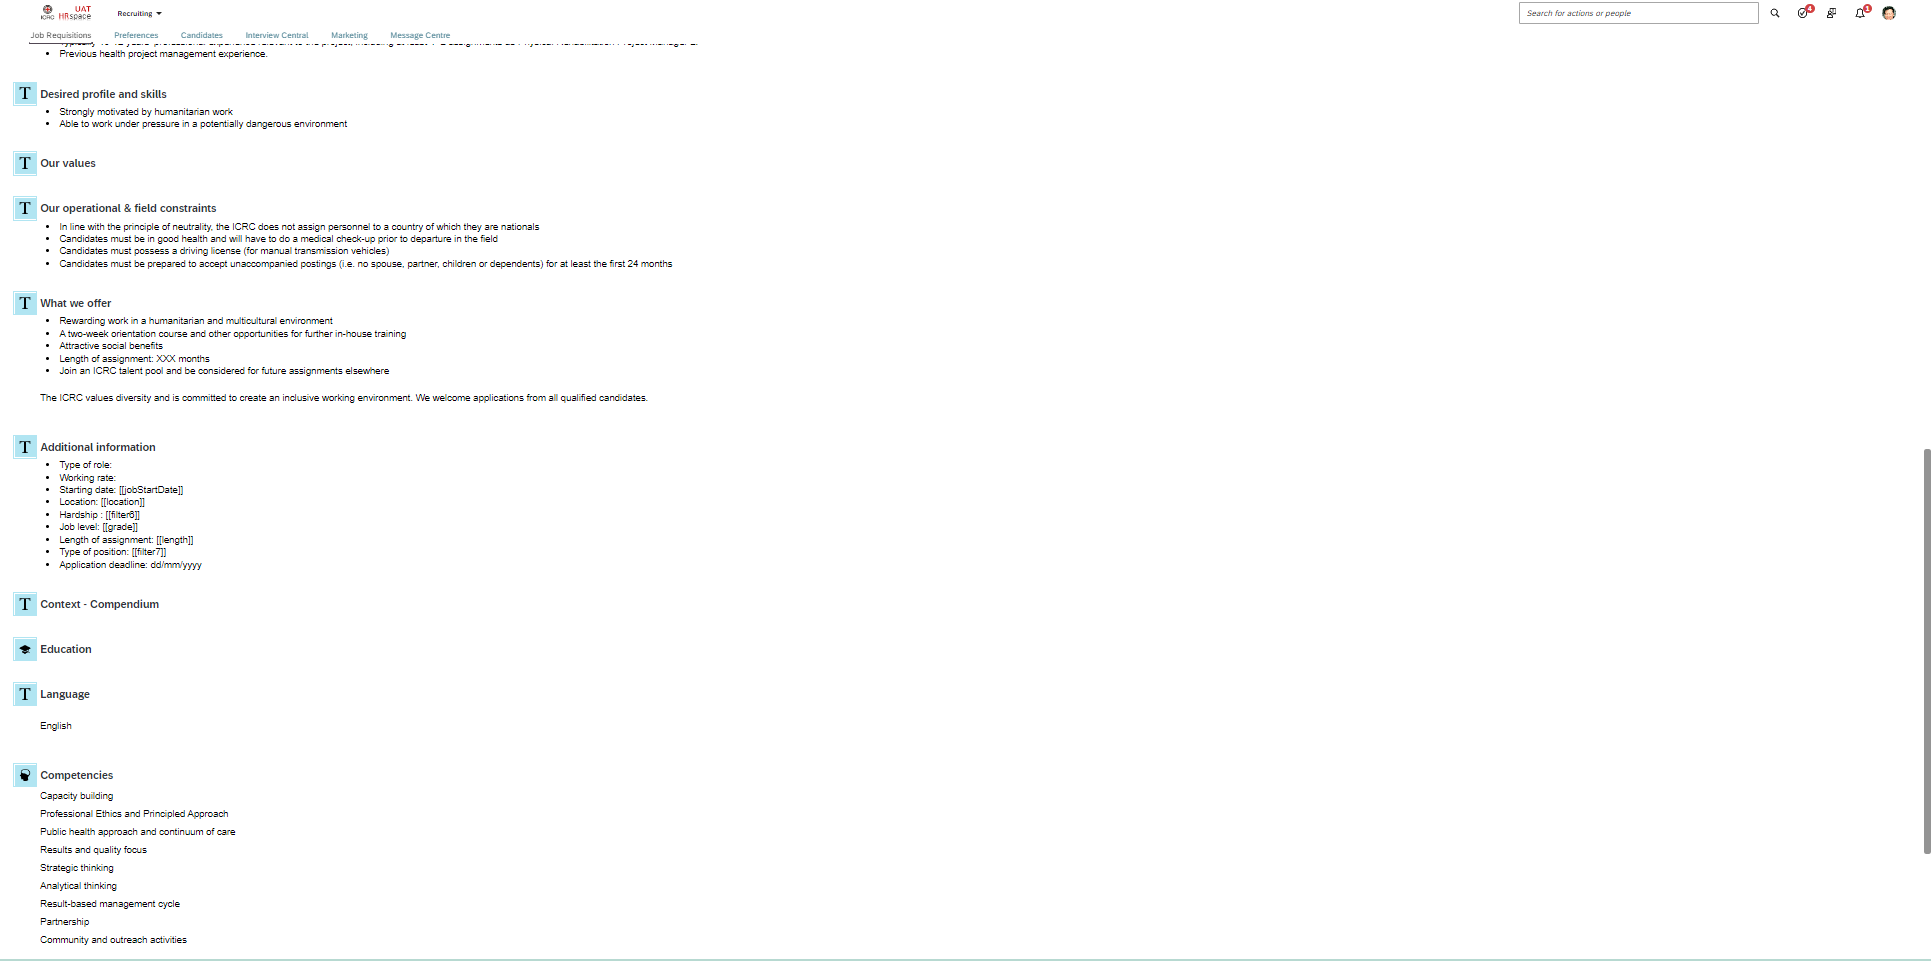 ICRC
UAT
HRspace
Recruiting
Search for actions or people
4
1
Job Requisitions
Preferences
Candidates
Interview Central
Marketing
Message Centre
Previous health project management experience.
T Desired profile and skills
Strongly motivated by humanitarian work
Able to work under pressure in a potentially dangerous environment
T Our values
T Our operational & field constraints
In line with the principle of neutrality, the ICRC does not assign personnel to a country of which they are nationals
Candidates must be in good health and will have to do a medical check-up prior to departure in the field
Candidates must possess a driving license (for manual transmission vehicles)
Candidates must be prepared to accept unaccompanied postings (i.e. no spouse, partner, children or dependents) for at least the first 24 months
T What we offer
Rewarding work in a humanitarian and multicultural environment
A two-week orientation course and other opportunities for further in-house training
Attractive social benefits
Length of assignment: XXX months
Join an ICRC talent pool and be considered for future assignments elsewhere
The ICRC values diversity and is committed to create an inclusive working environment. We welcome applications from all qualified candidates.
T Additional information
Type of role:
Working rate:
Starting date: [[jobStartDate]]
Location: [[location]]
Hardship : [[filter6]]
Job level: [[grade]]
Length of assignment: [[length]]
Type of position: [[filter7]]
Application deadline: dd/mm/yyyy
T Context - Compendium
Education
T Language
English
Competencies
Capacity building
Professional Ethics and Principled Approach
Public health approach and continuum of care
Results and quality focus
Strategic thinking
Analytical thinking
Result-based management cycle
Partnership
Community and outreach activities